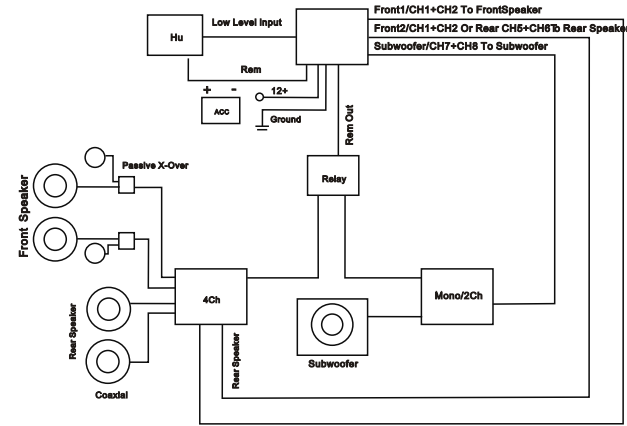 Front1/CH1+CH2 To FrontSpeaker
Front2/CH1+CH2 Or Rear CH5+CH6To Rear Speaker
Subwoofer/CH7+CH8 To Subwoofer
Low Level Input
Hu
Rem
+ -
12+
ACC
Ground
Rem Out
Passive X-Over
Relay
Front Speaker
4Ch
Mono/2Ch
Rear Speaker
Rear Speaker
Subwoofer
Coaxial